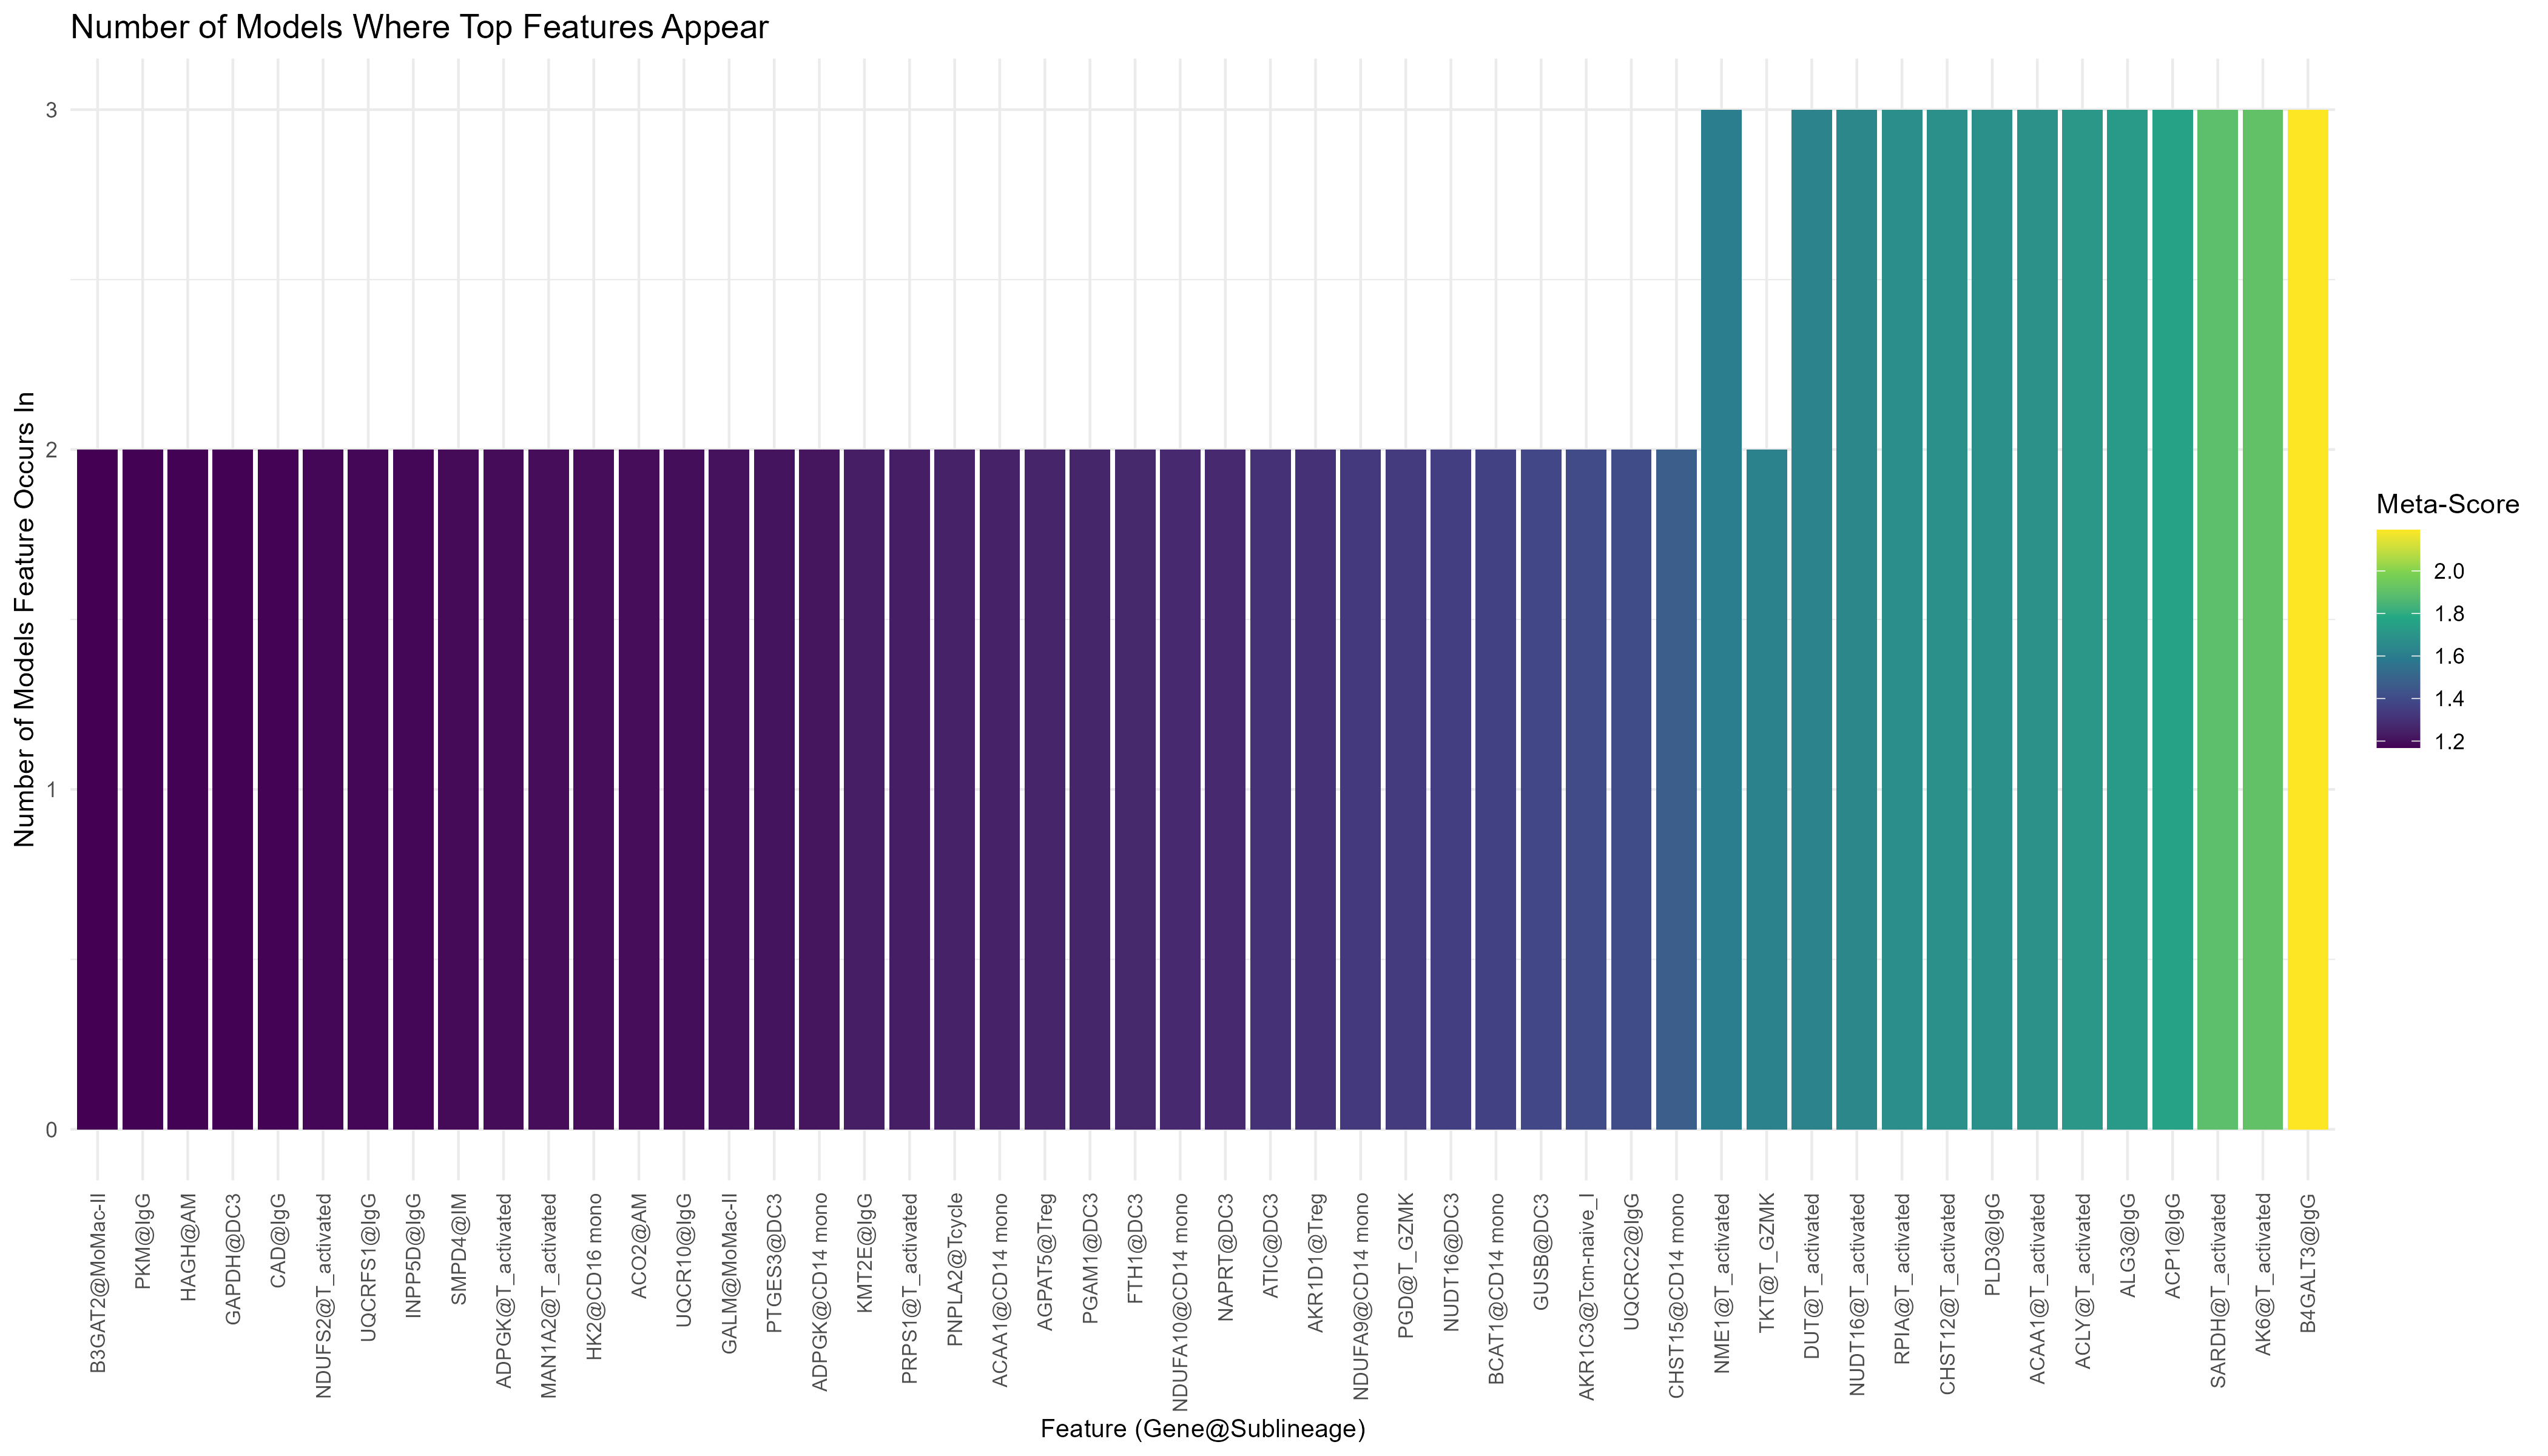 Number of Models Where Top Features Appear
Number of Models Feature Occurs In
3
2
1
0
B3GAT2@MoMac-II
PKM@IgG
HAGH@AM
GAPDH@DC3
CAD@IgG
NDUFS2@T_activated
UQCRFS1@IgG
INPP5D@IgG
SMPD4@IM
ADPGK@T_activated
MAN1A2@T_activated
HK2@CD16 mono
ACO2@AM
UQCR10@IgG
GALM@MoMac-II
PTGES3@DC3
ADPGK@CD14 mono
KMT2E@IgG
PRPS1@T_activated
PNPLA2@Tcycle
ACAA1@CD14 mono
AGPAT5@Treg
PGAM1@DC3
FTH1@DC3
NDUFA10@CD14 mono
NAPRT@DC3
ATIC@DC3
AKR1D1@Treg
NDUFA9@CD14 mono
PGD@T_GZMK
NUDT16@DC3
BCAT1@CD14 mono
GUSB@DC3
AKR1C3@Tcm-naive_I
UQCRC2@IgG
CHST15@CD14 mono
NME1@T_activated
TKT@T_GZMK
DUT@T_activated
NUDT16@T_activated
RPIA@T_activated
CHST12@T_activated
PLD3@IgG
ACAA1@T_activated
ACLY@T_activated
ALG3@IgG
ACP1@IgG
SARDH@T_activated
AK6@T_activated
B4GALT3@IgG
Feature (Gene@Sublineage)
Meta-Score
2.0
1.8
1.6
1.4
1.2